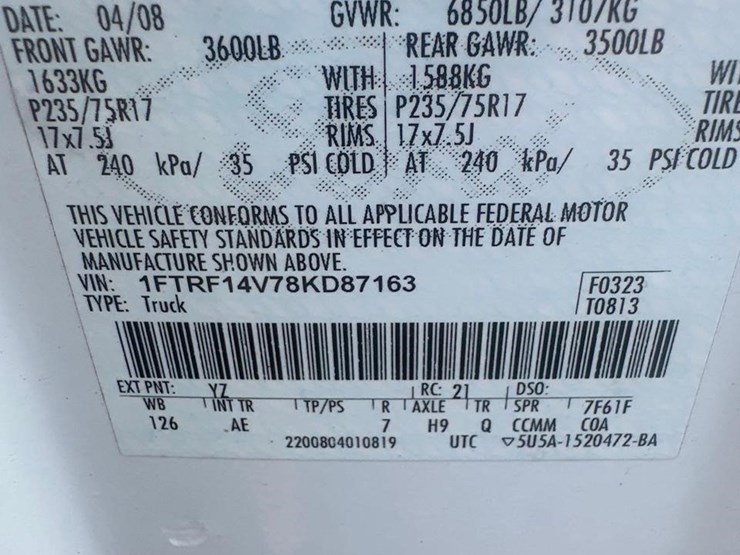 DATE: 04/08 GVWR: 6850LB/ 3107KG
FRONT GAWR: 3600LB REAR GAWR: 3500LB
1633KG WITH 1588KG
P235/75R17 TIRES P235/75R17
17x7.5J RIMS 17x7.5J RIMS
AT 240 kPa/ 35 PSI COLD AT 240 kPa/ 35 PSI COLD
THIS VEHICLE CONFORMS TO ALL APPLICABLE FEDERAL MOTOR
VEHICLE SAFETY STANDARDS IN EFFECT ON THE DATE OF
MANUFACTURE SHOWN ABOVE.
VIN: 1FTRF14V78KD87163 F0323
TYPE: Truck T0813
EXT PNT: YZ RC: 21 DSO:
WB INT TR TP/PS R AXLE TR SPR 7F61F
126 AE 7 H9 Q CCMM COA
2200804010819 UTC ▽5U5A-1520472-BA